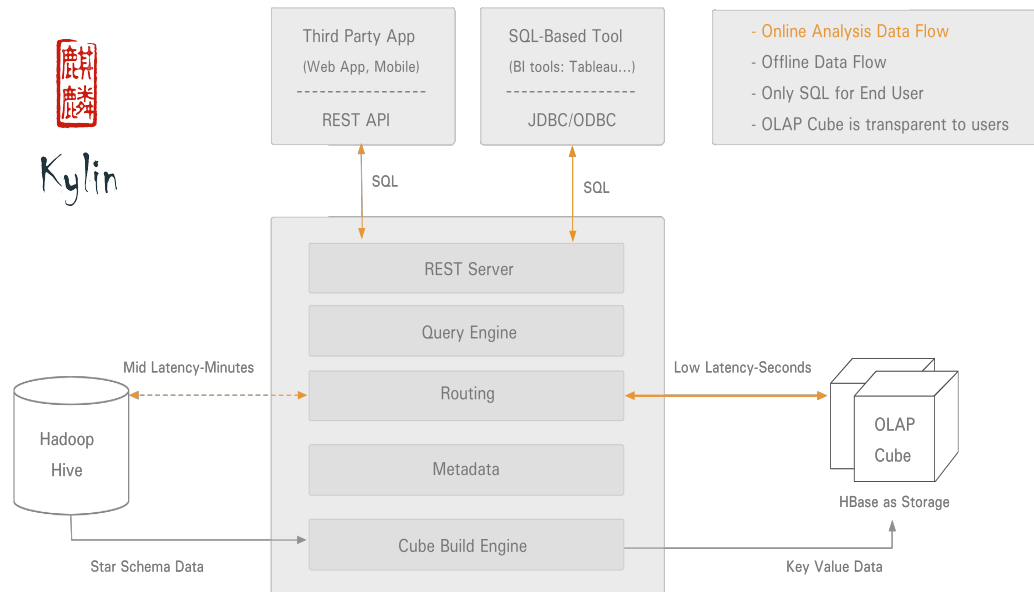 麒
麟
Kylin
Third Party App
(Web App, Mobile)
REST API
SQL-Based Tool
(BI tools: Tableau...)
JDBC/ODBC
- Online Analysis Data Flow
- Offline Data Flow
- Only SQL for End User
- OLAP Cube is transparent to users
SQL
SQL
REST Server
Query Engine
Mid Latency-Minutes
Routing
Low Latency-Seconds
Hadoop
Hive
OLAP
Cube
Metadata
HBase as Storage
Cube Build Engine
Star Schema Data
Key Value Data